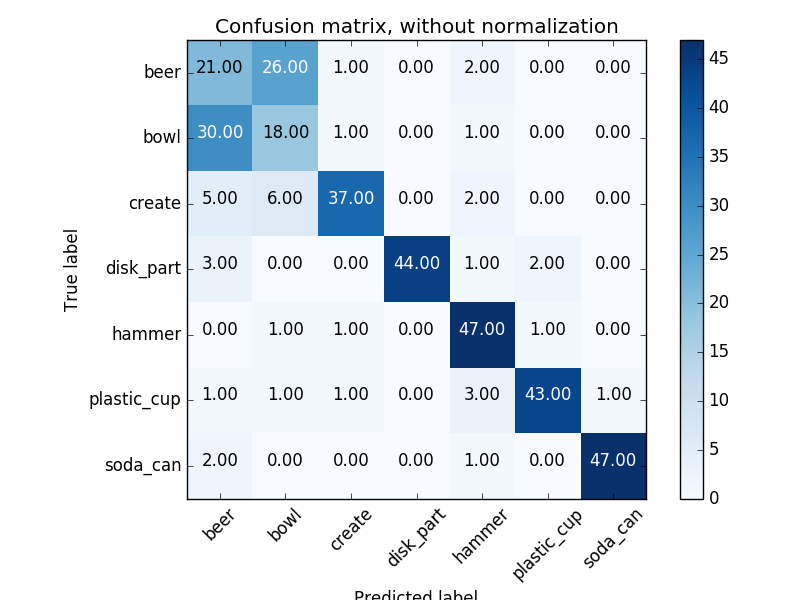 Confusion matrix, without normalization
beer 21.00 26.00 1.00 0.00 2.00 0.00 0.00
bowl 30.00 18.00 1.00 0.00 1.00 0.00 0.00
create 5.00 6.00 37.00 0.00 2.00 0.00 0.00
disk_part 3.00 0.00 0.00 44.00 1.00 2.00 0.00
hammer 0.00 1.00 1.00 0.00 47.00 1.00 0.00
plastic_cup 1.00 1.00 1.00 0.00 3.00 43.00 1.00
soda_can 2.00 0.00 0.00 0.00 1.00 0.00 47.00
beer bowl create disk_part hammer plastic_cup soda_can
True label
Predicted label
45
40
35
30
25
20
15
10
5
0